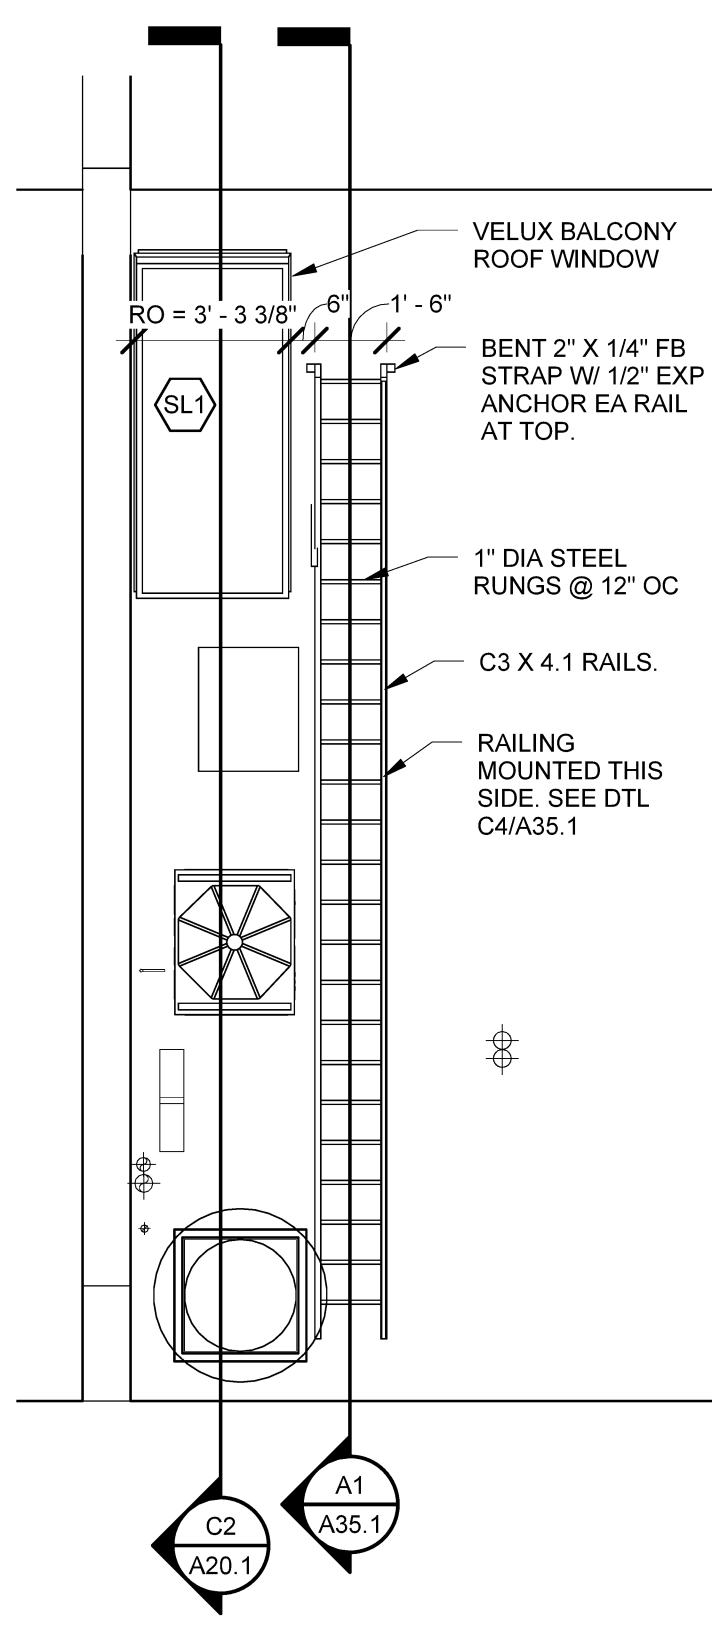 VELUX BALCONY
ROOF WINDOW
RO = 3' - 3 3/8"
6"
1' - 6"
BENT 2" X 1/4" FB
STRAP W/ 1/2" EXP
ANCHOR EA RAIL
AT TOP.
SL1
1" DIA STEEL
RUNGS @ 12" OC
C3 X 4.1 RAILS.
RAILING
MOUNTED THIS
SIDE. SEE DTL
C4/A35.1
A1
A35.1
C2
A20.1